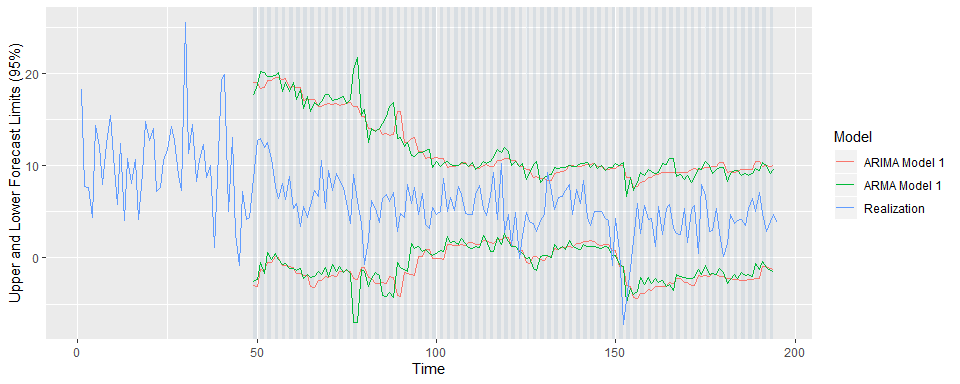 Upper and Lower Forecast Limits (95%)
20
10
0
0
50
100
150
200
Time
Model
ARIMA Model 1
ARMA Model 1
Realization